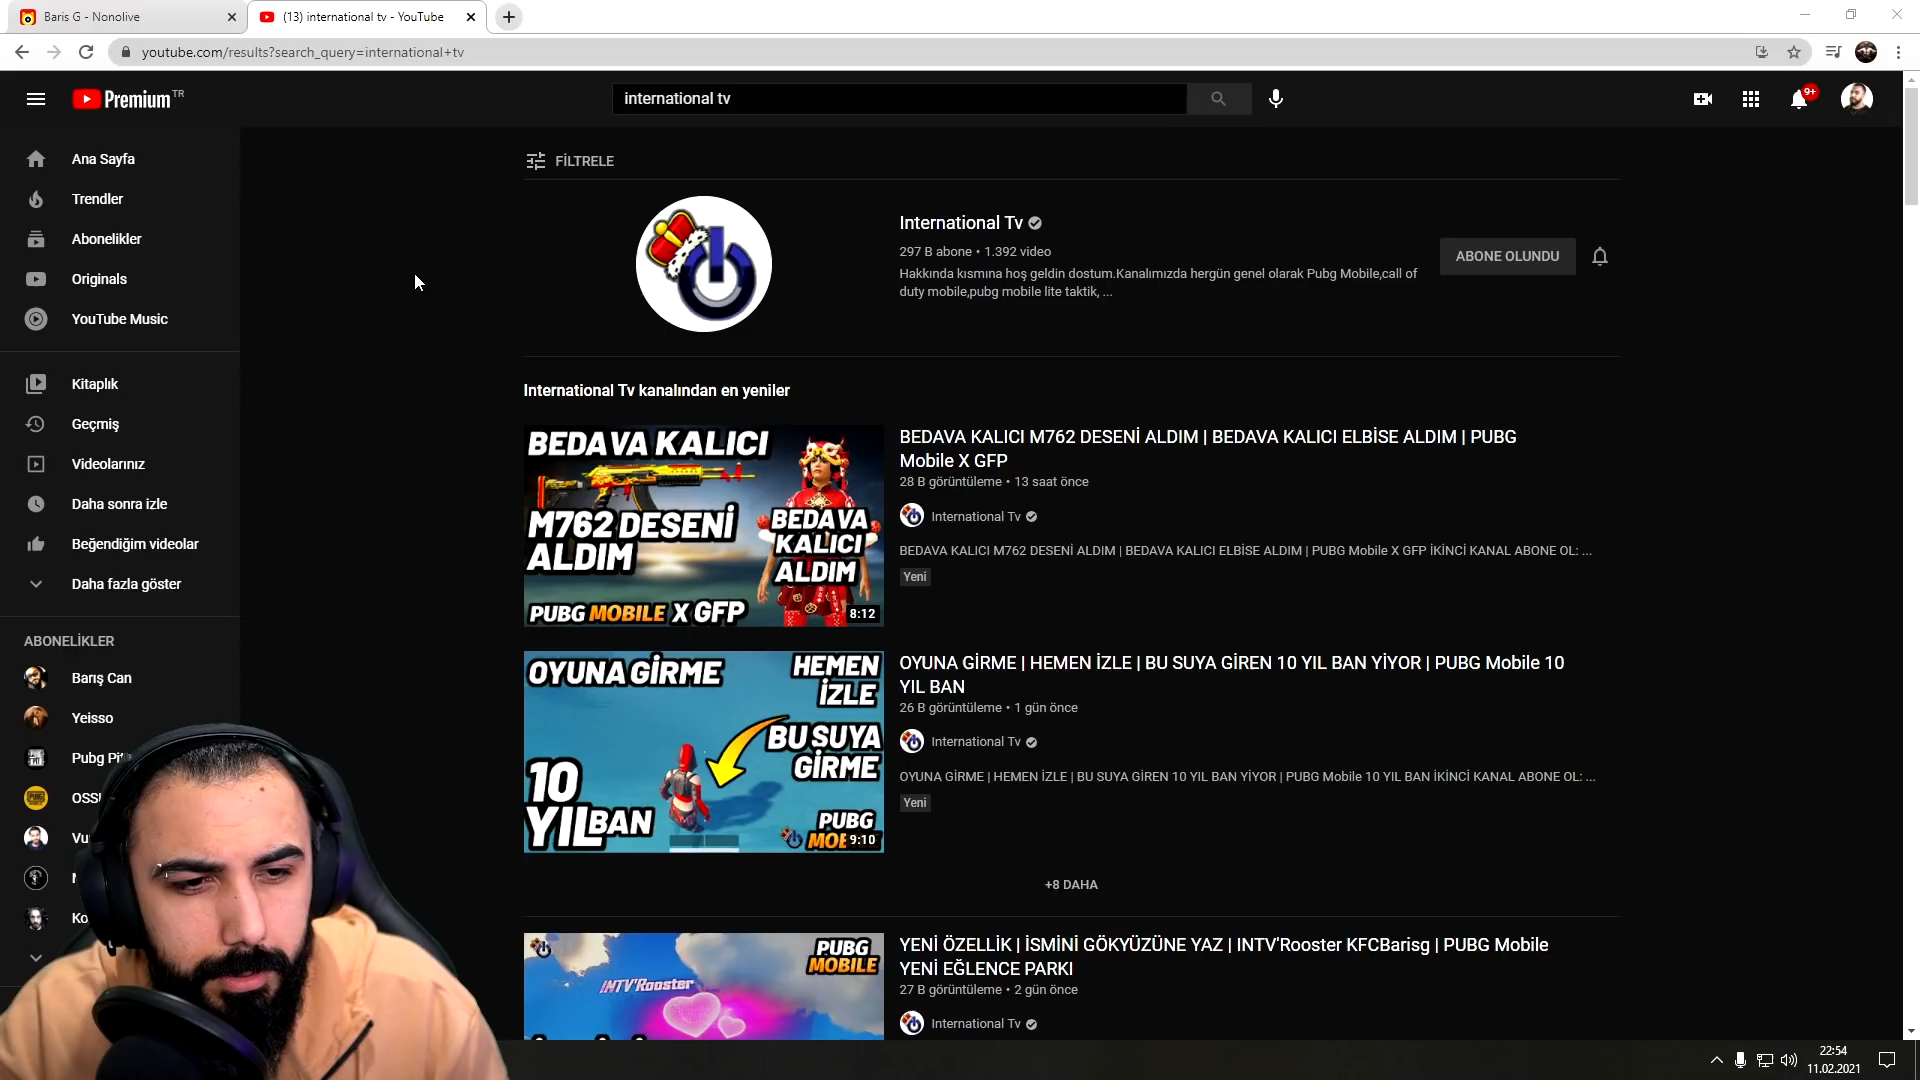 Baris G - Nonolive
(13) international tv - YouTube
youtube.com/results?search_query=international+tv
Premium TR
international tv
9+
Ana Sayfa
Trendler
Abonelikler
Originals
YouTube Music
Kitaplık
Geçmiş
Videolarınız
Daha sonra izle
Beğendiğim videolar
Daha fazla göster
ABONELİKLER
Barış Can
Yeisso
Pubg Pi
OSS
Vu
Ko
FİLTRELE
International Tv
297 B abone • 1.392 video
Hakkında kısmına hoş geldin dostum.Kanalımızda hergün genel olarak Pubg Mobile,call of
duty mobile,pubg mobile lite taktik, ...
ABONE OLUNDU
International Tv kanalından en yeniler
BEDAVA KALICI
M762 DESENİ
ALDIM
BEDAVA
KALICI
ALDIM
PUBG MOBILE X GFP
8:12
BEDAVA KALICI M762 DESENİ ALDIM | BEDAVA KALICI ELBİSE ALDIM | PUBG
Mobile X GFP
28 B görüntüleme • 13 saat önce
International Tv
BEDAVA KALICI M762 DESENİ ALDIM | BEDAVA KALICI ELBİSE ALDIM | PUBG Mobile X GFP İKİNCİ KANAL ABONE OL: ...
Yeni
OYUNA GİRME
HEMEN
İZLE
BU SUYA
GİRME
10
YIL BAN
PUBG
MOB
9:10
OYUNA GİRME | HEMEN İZLE | BU SUYA GİREN 10 YIL BAN YİYOR | PUBG Mobile 10
YIL BAN
26 B görüntüleme • 1 gün önce
International Tv
OYUNA GİRME | HEMEN İZLE | BU SUYA GİREN 10 YIL BAN YİYOR | PUBG Mobile 10 YIL BAN İKİNCİ KANAL ABONE OL: ...
Yeni
+8 DAHA
PUBG
MOBILE
INTV'Rooster
YENİ ÖZELLİK | İSMİNİ GÖKYÜZÜNE YAZ | INTV'Rooster KFCBarisg | PUBG Mobile
YENİ EĞLENCE PARKI
27 B görüntüleme • 2 gün önce
International Tv
22:54
11.02.2021